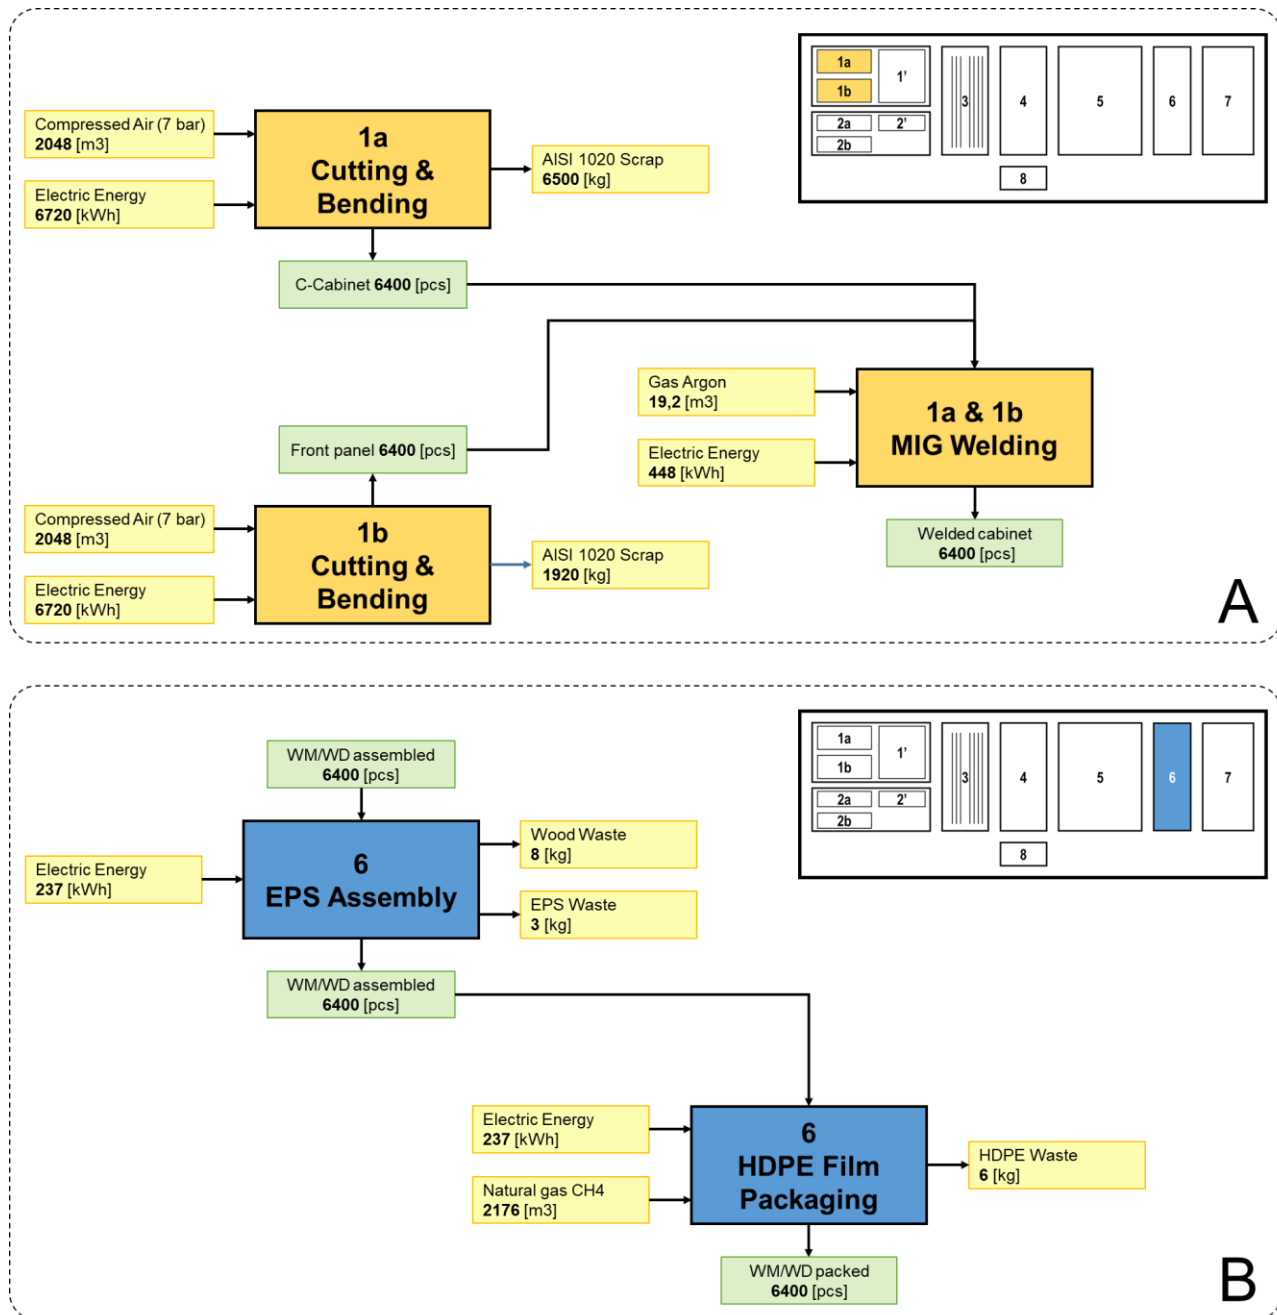 Compressed Air (7 bar)
2048 [m3]
Electric Energy
6720 [kWh]
1a
Cutting &
Bending
AISI 1020 Scrap
6500 [kg]
C-Cabinet 6400 [pcs]
1a
1b
1'
2a
2'
2b
3
4
5
6
7
8
Gas Argon
19,2 [m3]
Electric Energy
448 [kWh]
1a & 1b
MIG Welding
Front panel 6400 [pcs]
Compressed Air (7 bar)
2048 [m3]
Electric Energy
6720 [kWh]
1b
Cutting &
Bending
AISI 1020 Scrap
1920 [kg]
Welded cabinet
6400 [pcs]
A
WM/WD assembled
6400 [pcs]
Electric Energy
237 [kWh]
6
EPS Assembly
Wood Waste
8 [kg]
EPS Waste
3 [kg]
1a
1b
1'
2a
2'
2b
3
4
5
6
7
8
WM/WD assembled
6400 [pcs]
Electric Energy
237 [kWh]
Natural gas CH4
2176 [m3]
6
HDPE Film
Packaging
HDPE Waste
6 [kg]
WM/WD packed
6400 [pcs]
B